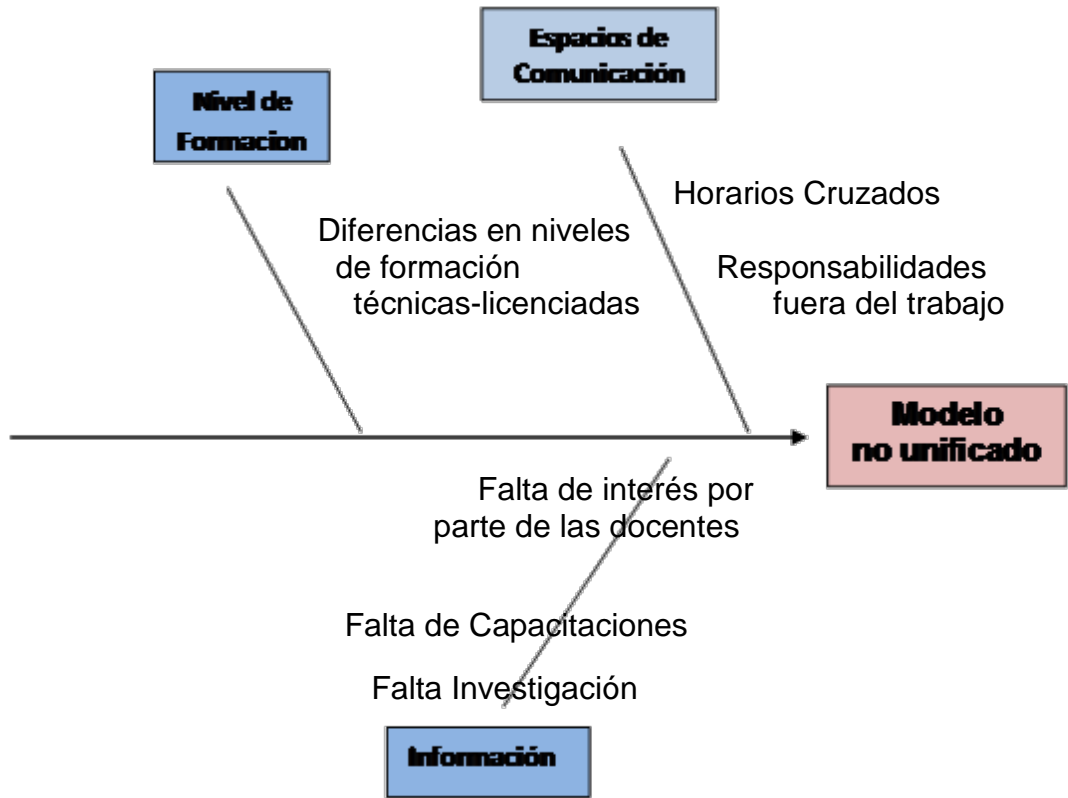 Espacios de
Comunicación
Nivel de
Formacion
Horarios Cruzados
Diferencias en niveles
de formación
técnicas-licenciadas
Responsabilidades
fuera del trabajo
Modelo
no unificado
Falta de interés por
parte de las docentes
Falta de Capacitaciones
Falta Investigación
Información